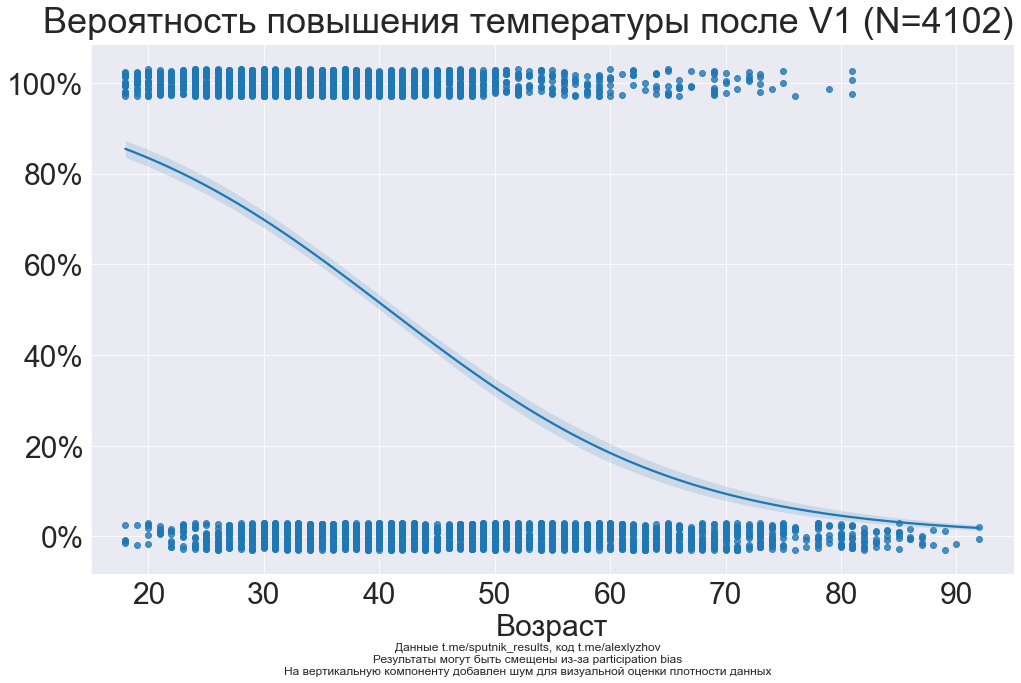 Вероятность повышения температуры после V1 (N=4102)
100%
80%
60%
40%
20%
0%
20 30 40 50 60 70 80 90
Возраст
Данные t.me/sputnik_results, код t.me/alexlyzhov
Результаты могут быть смещены из-за participation bias
На вертикальную компоненту добавлен шум для визуальной оценки плотности данных